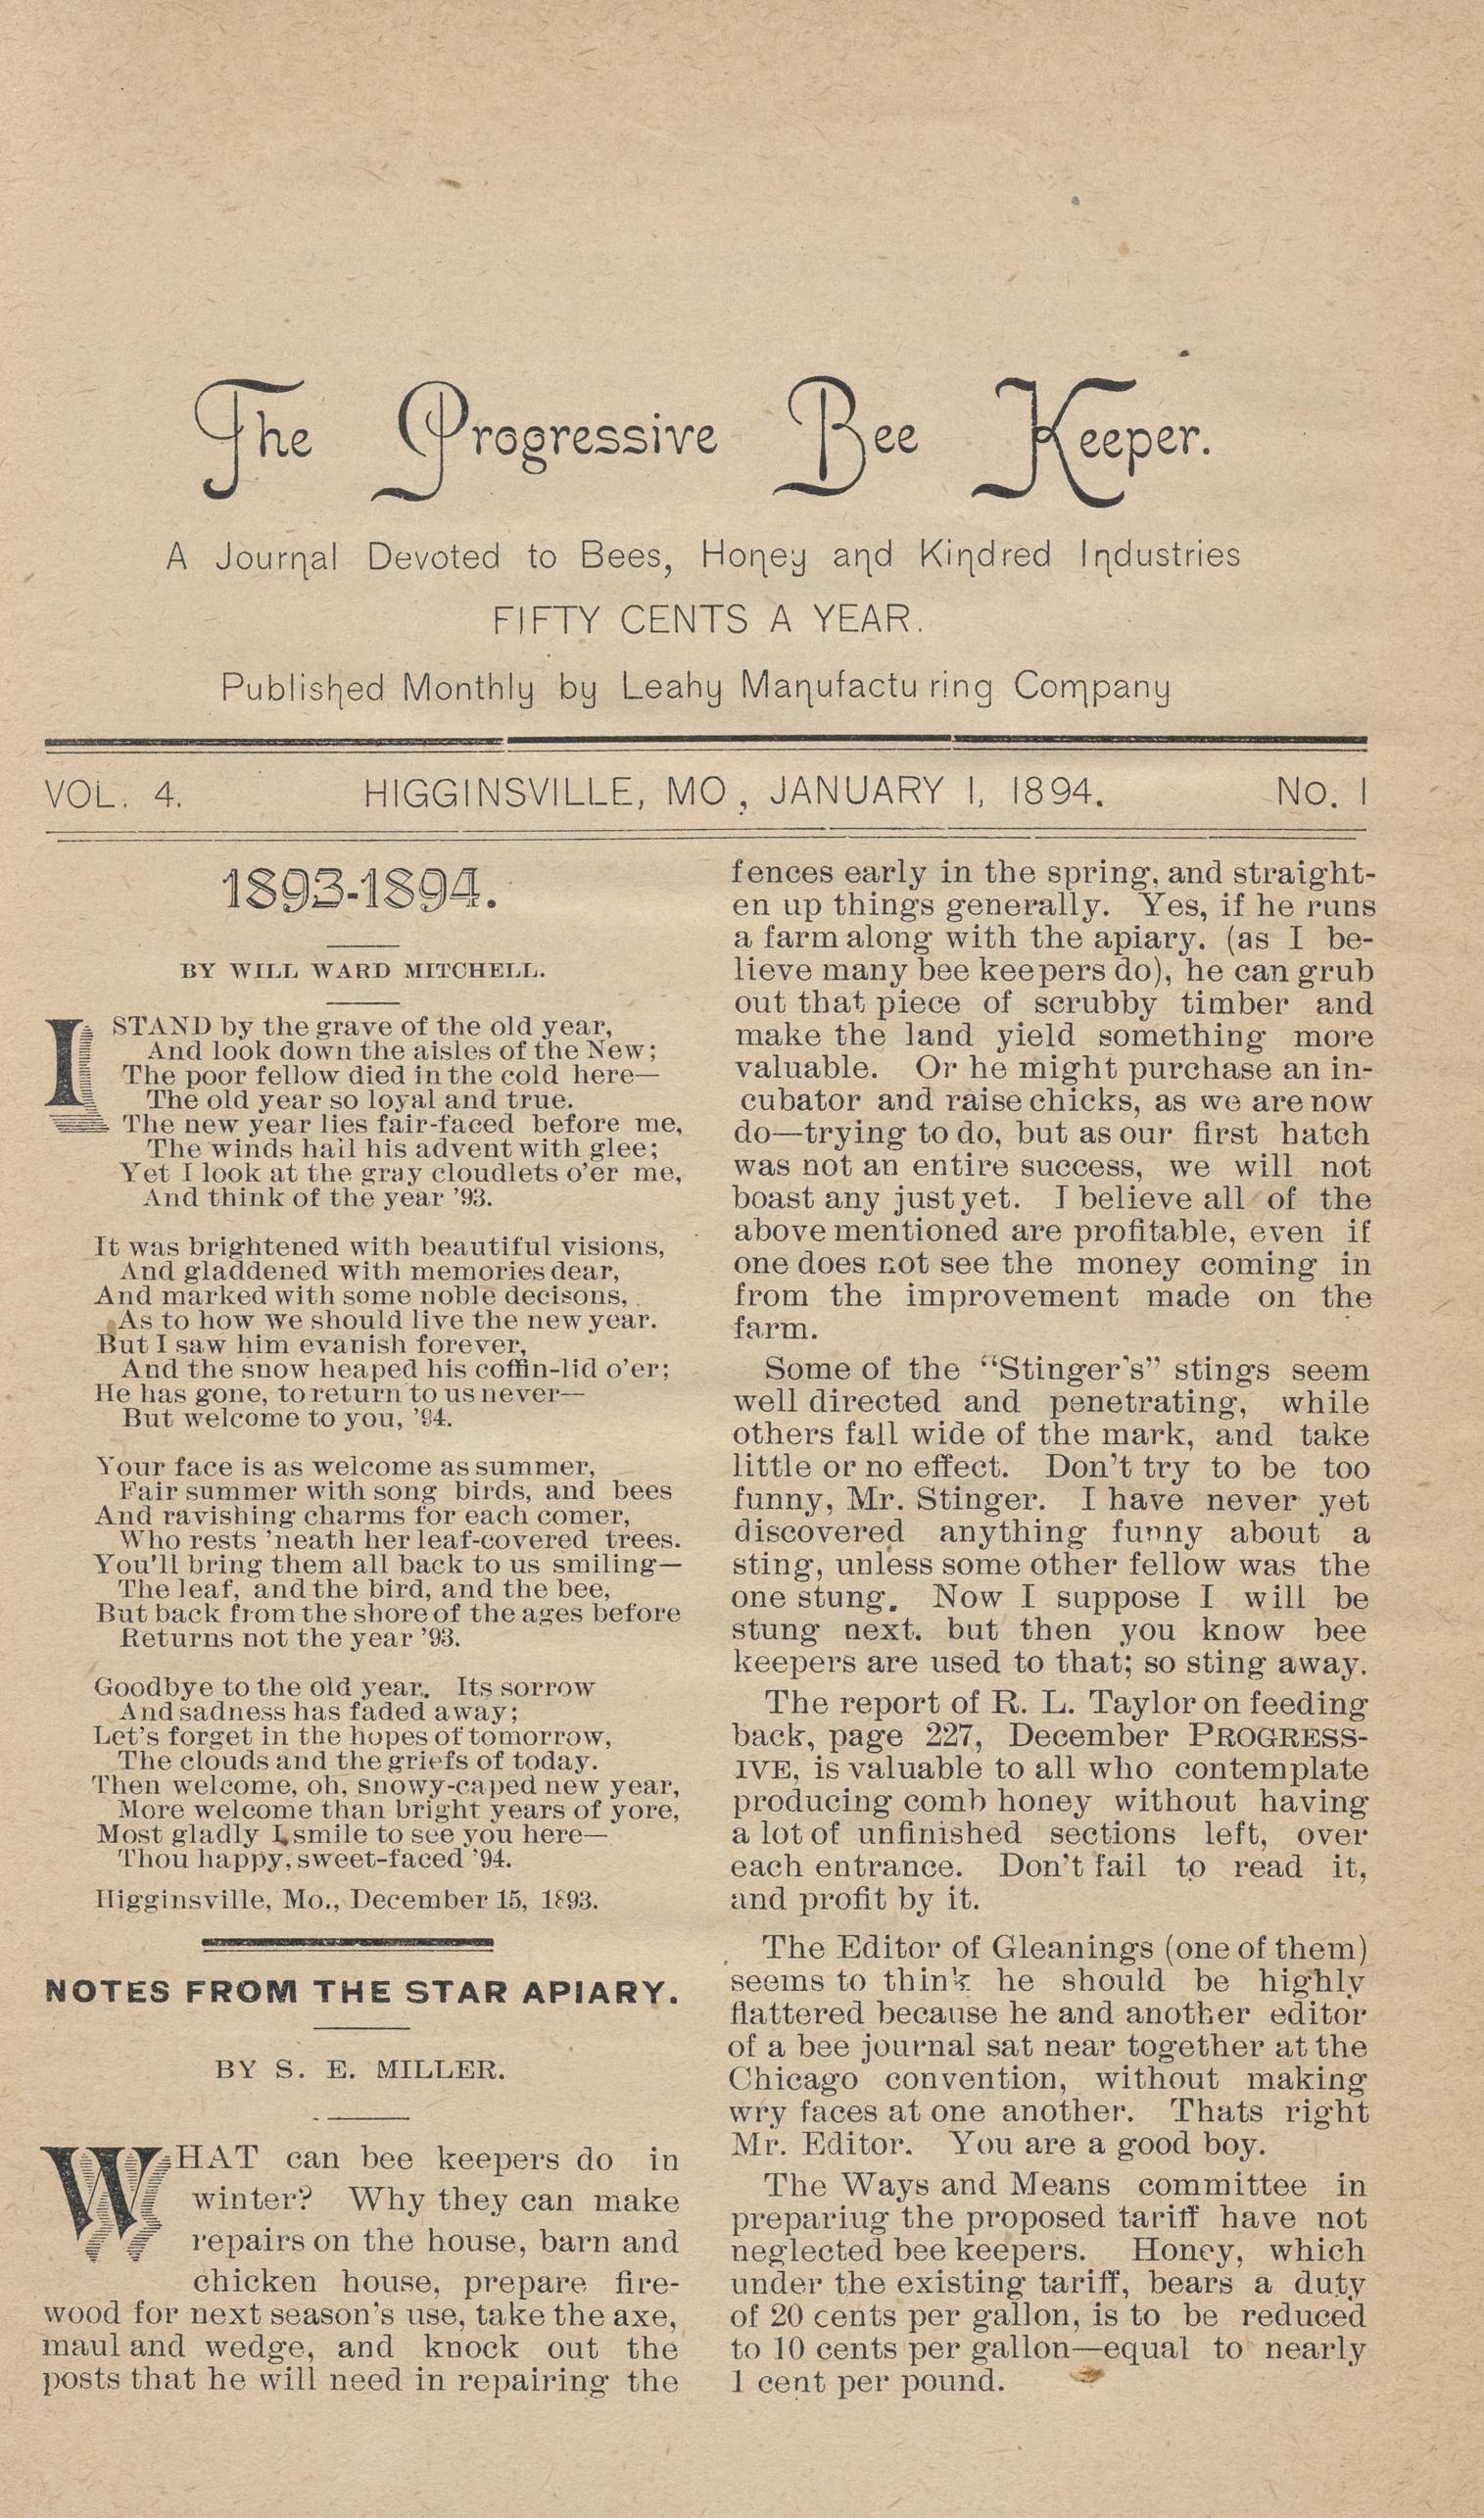 The Progressive Bee Keeper.
A Journal Devoted to Bees, Honey and Kindred Industries
FIFTY CENTS A YEAR.
Published Monthly by Leahy Manufactu ring Company
VOL. 4. HIGGINSVILLE, MO., JANUARY 1, 1894. No. 1
1893-1894.
BY WILL WARD MITCHELL.
I STAND by the grave of the old year,
And look down the aisles of the New;
The poor fellow died in the cold here—
The old year so loyal and true.
The new year lies fair-faced before me,
The winds hail his advent with glee;
Yet I look at the gray cloudlets o'er me,
And think of the year '93.
It was brightened with beautiful visions,
And gladdened with memories dear,
And marked with some noble decisons,
As to how we should live the new year.
But I saw him evanish forever,
And the snow heaped his coffin-lid o'er;
He has gone, to return to us never—
But welcome to you, '94.
Your face is as welcome as summer,
Fair summer with song birds, and bees
And ravishing charms for each comer,
Who rests 'neath her leaf-covered trees.
You'll bring them all back to us smiling—
The leaf, and the bird, and the bee,
But back from the shore of the ages before
Returns not the year '93.
Goodbye to the old year. Its sorrow
And sadness has faded away;
Let's forget in the hopes of tomorrow,
The clouds and the griefs of today.
Then welcome, oh, snowy-caped new year,
More welcome than bright years of yore,
Most gladly I smile to see you here—
Thou happy, sweet-faced '94.
Higginsville, Mo., December 15, 1893.
NOTES FROM THE STAR APIARY.
BY S. E. MILLER.
WHAT can bee keepers do in
winter? Why they can make
repairs on the house, barn and
chicken house, prepare fire-
wood for next season's use, take the axe,
maul and wedge, and knock out the
posts that he will need in repairing the
fences early in the spring, and straight-
en up things generally. Yes, if he runs
a farm along with the apiary. (as I be-
lieve many bee keepers do), he can grub
out that piece of scrubby timber and
make the land yield something more
valuable. Or he might purchase an in-
cubator and raise chicks, as we are now
do—trying to do, but as our first hatch
was not an entire success, we will not
boast any just yet. I believe all of the
above mentioned are profitable, even if
one does not see the money coming in
from the improvement made on the
farm.
Some of the "Stinger's" stings seem
well directed and penetrating, while
others fall wide of the mark, and take
little or no effect. Don't try to be too
funny, Mr. Stinger. I have never yet
discovered anything funny about a
sting, unless some other fellow was the
one stung. Now I suppose I will be
stung next. but then you know bee
keepers are used to that; so sting away.
The report of R. L. Taylor on feeding
back, page 227, December PROGRESS-
IVE, is valuable to all who contemplate
producing comb honey without having
a lot of unfinished sections left, over
each entrance. Don't fail to read it,
and profit by it.
The Editor of Gleanings (one of them)
seems to think he should be highly
flattered because he and another editor
of a bee journal sat near together at the
Chicago convention, without making
wry faces at one another. Thats right
Mr. Editor. You are a good boy.
The Ways and Means committee in
prepariug the proposed tariff have not
neglected bee keepers. Honey, which
under the existing tariff, bears a duty
of 20 cents per gallon, is to be reduced
to 10 cents per gallon—equal to nearly
1 cent per pound.